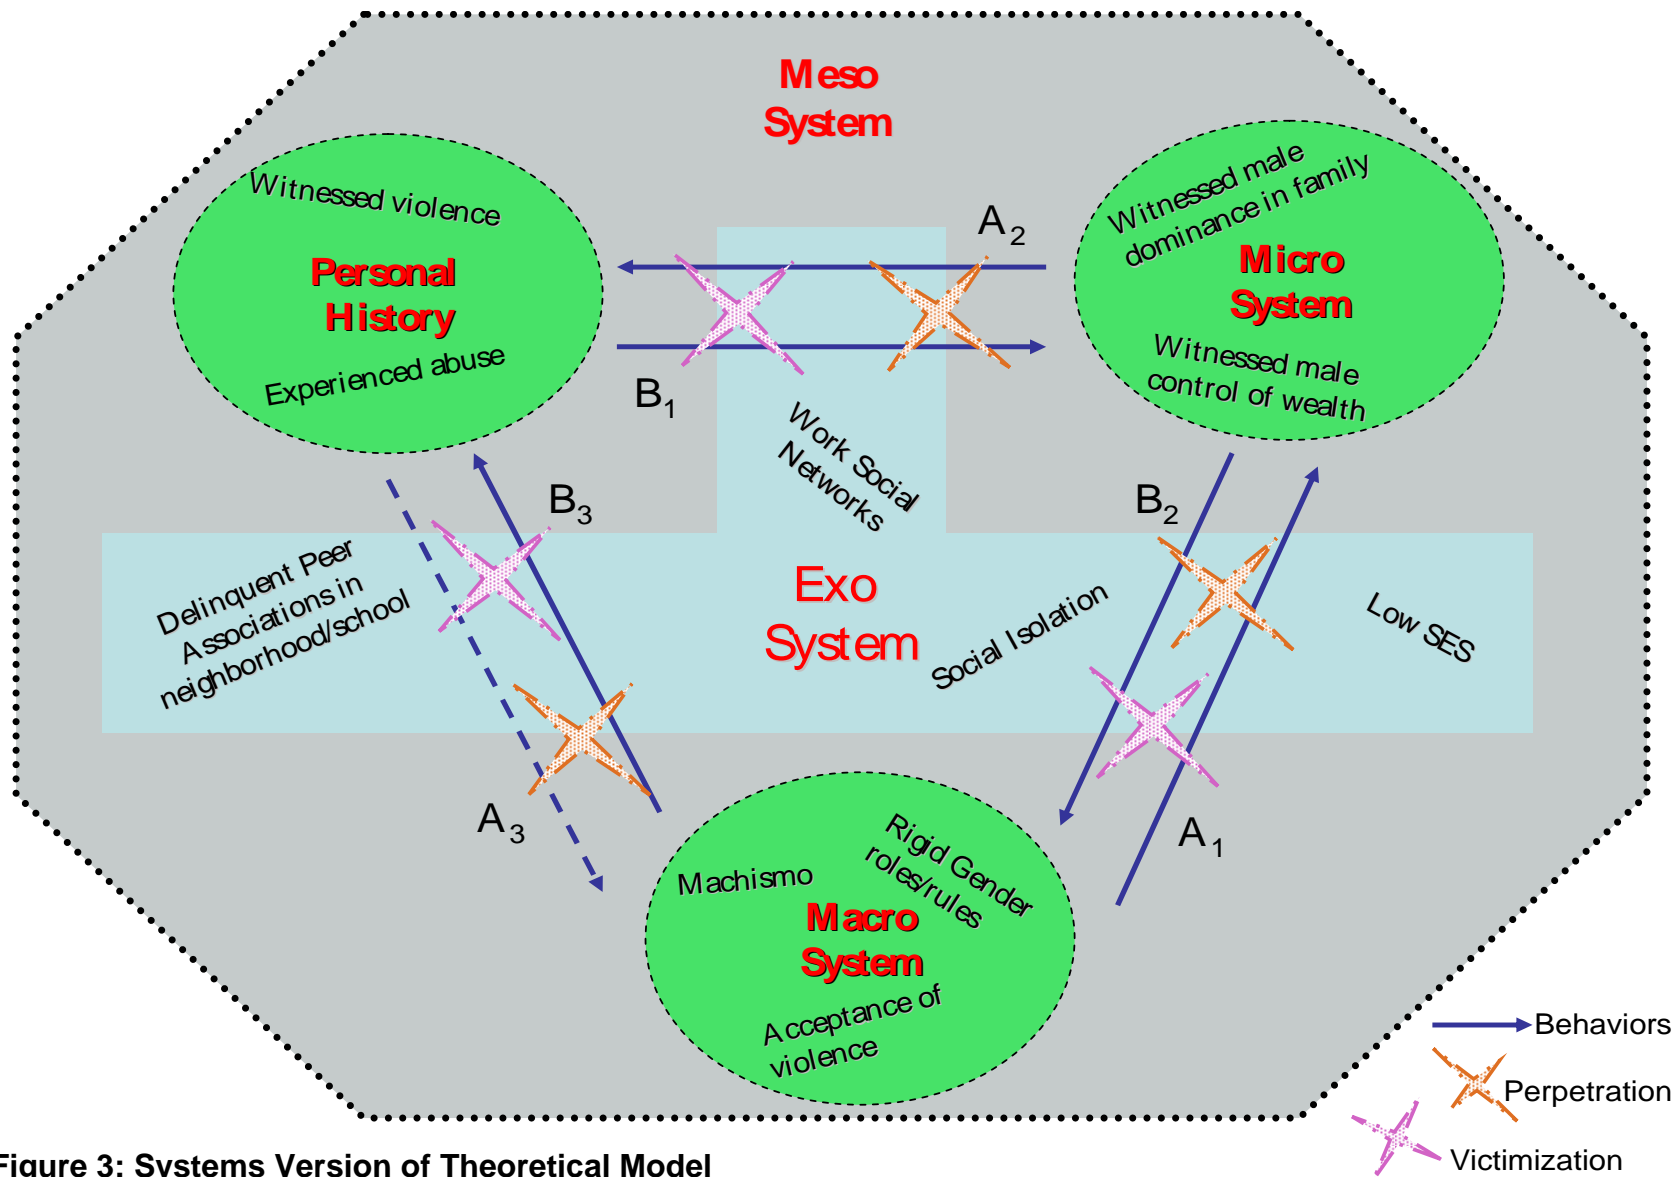 Meso
System
Witnessed violence
Personal
History
Experienced abuse
A2
B1
Witnessed male
dominance in family
Micro
System
Witnessed male
control of wealth
Work Social
Networks
B3
B2
Delinquent Peer
Associations in
neighborhood/school
Exo
System
Social Isolation
Low SES
A3
A1
Machismo
Rigid Gender
roles/rules
Macro
System
Acceptance of
violence
Behaviors
Perpetration
Victimization
Figure 3: Systems Version of Theoretical Model